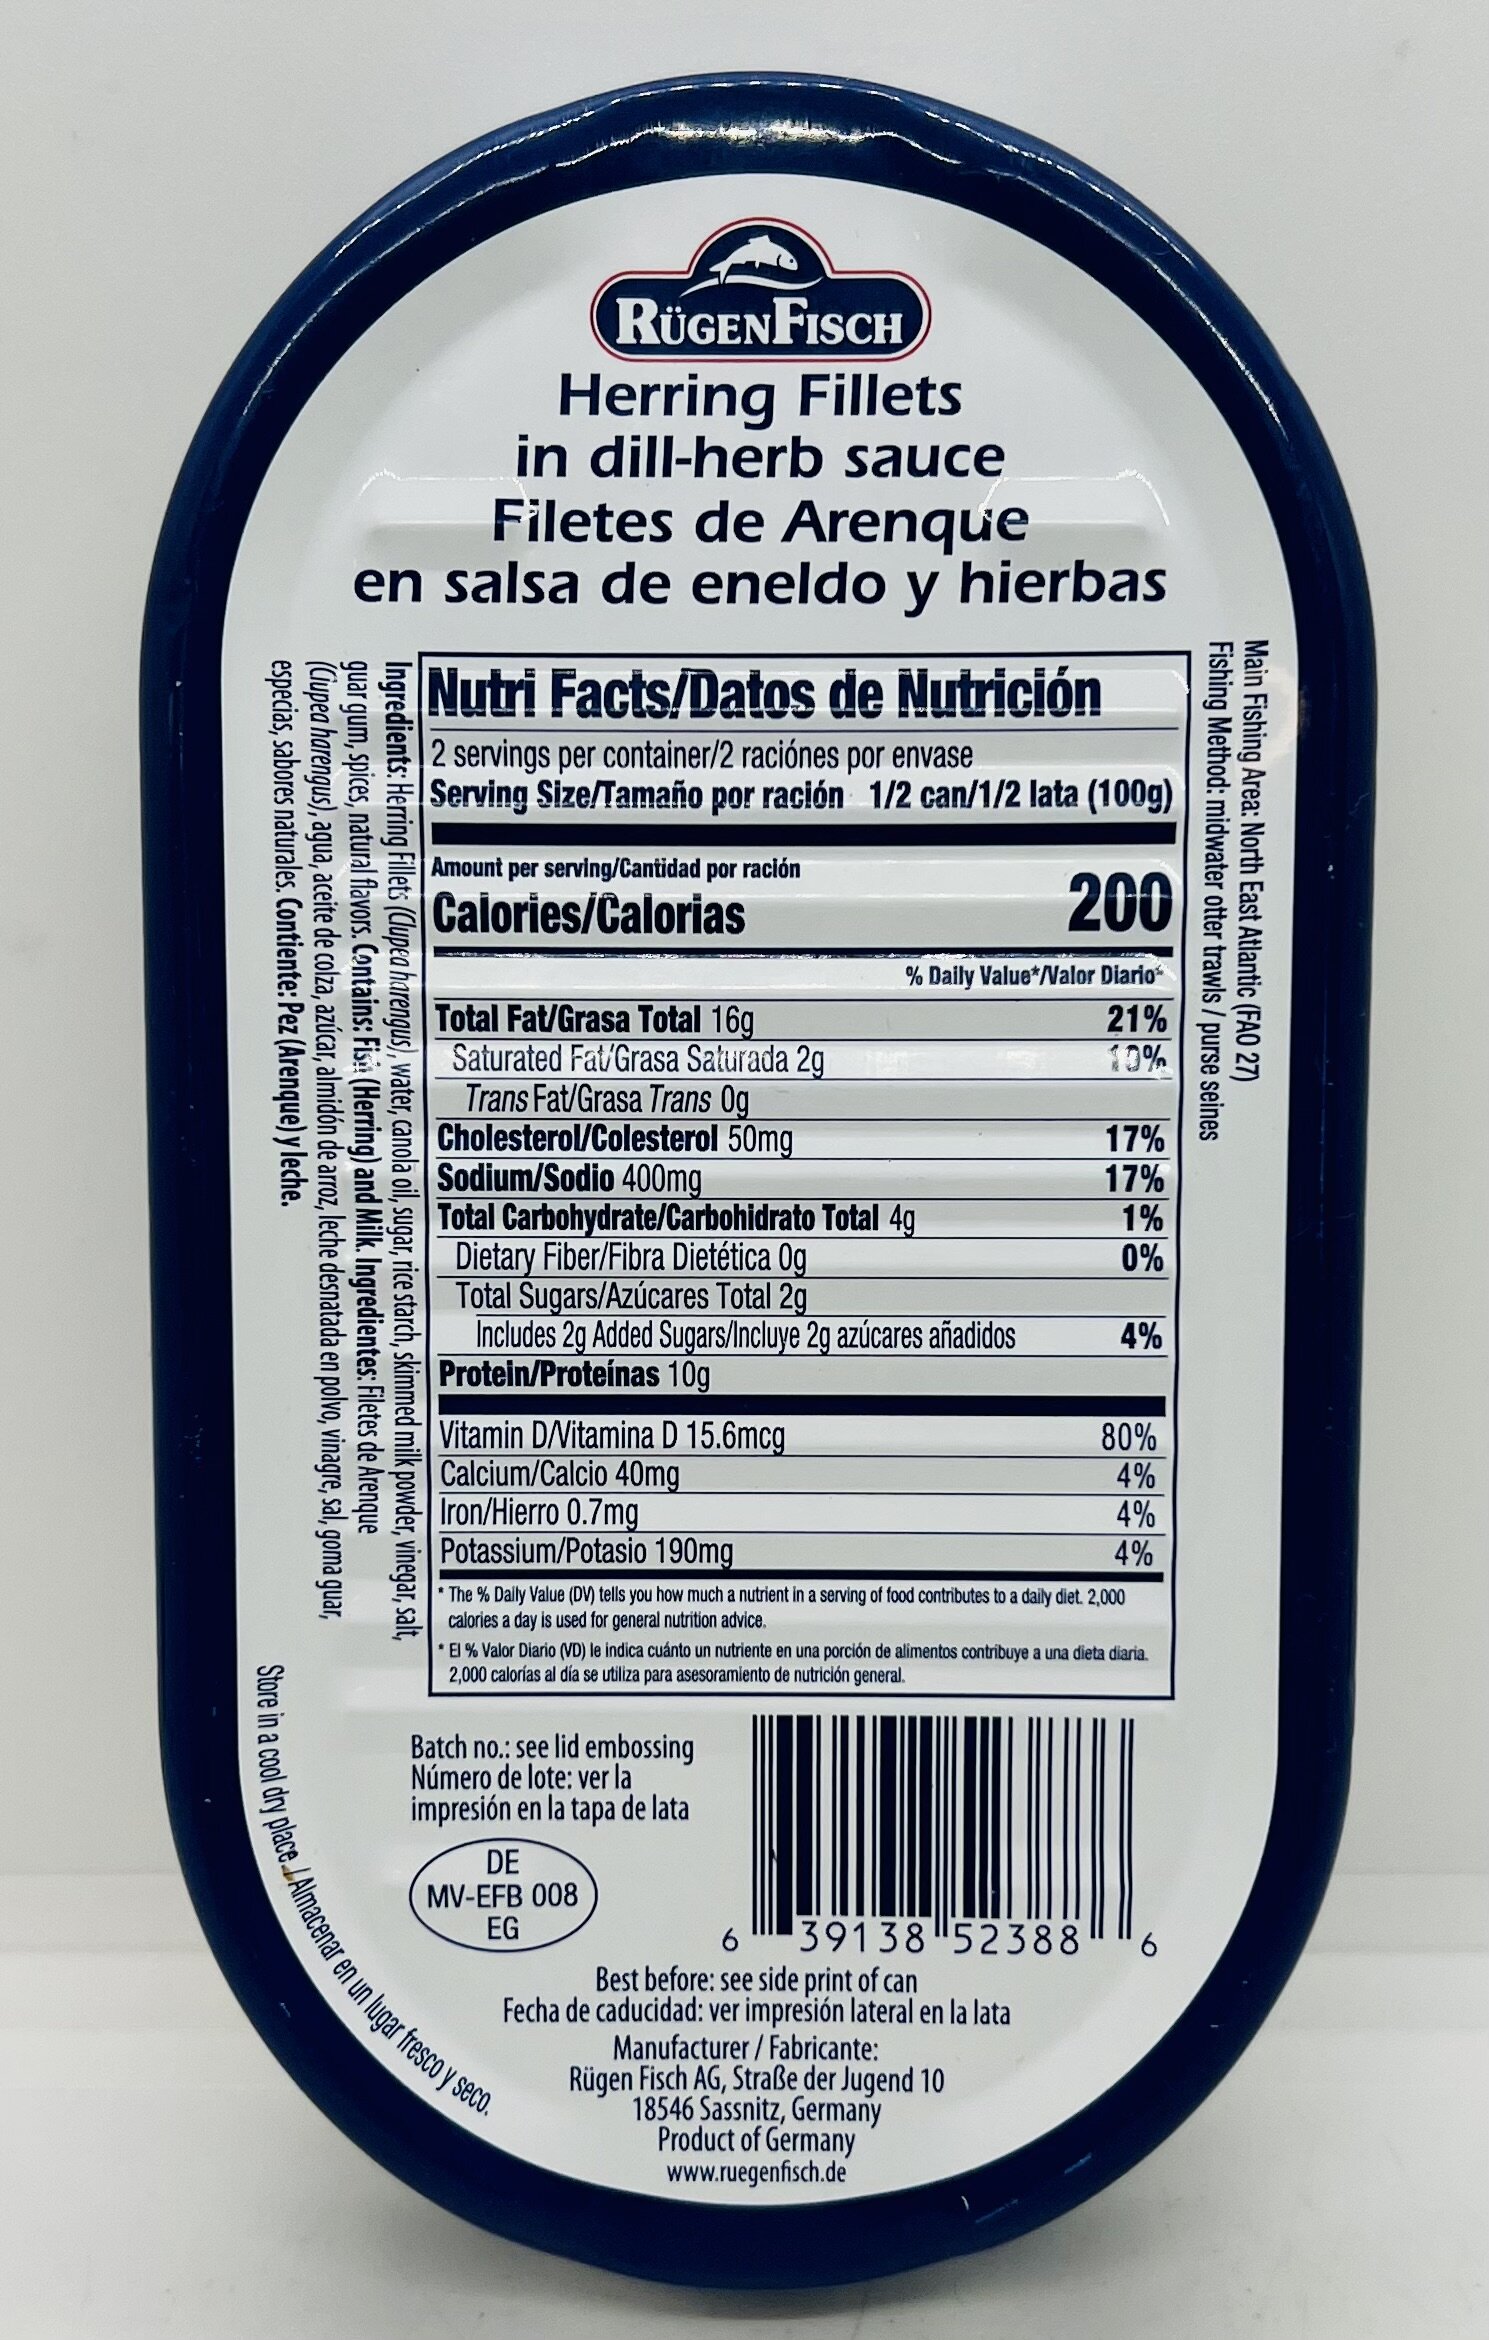 RÜGENFISCH
Herring Fillets
in dill-herb sauce
Filetes de Arenque
en salsa de eneldo y hierbas
Main Fishing Area: North East Atlantic (FAO 27)
Fishing Method: midwater otter trawls / purse seines
Nutri Facts/Datos de Nutrición
2 servings per container/2 raciónes por envase
Serving Size/Tamaño por ración 1/2 can/1/2 lata (100g)
Amount per serving/Cantidad por ración
Calories/Calorias 200
% Daily Value*/Valor Diario*
Total Fat/Grasa Total 16g 21%
Saturated Fat/Grasa Saturada 2g 10%
Trans Fat/Grasa Trans 0g
Cholesterol/Colesterol 50mg 17%
Sodium/Sodio 400mg 17%
Total Carbohydrate/Carbohidrato Total 4g 1%
Dietary Fiber/Fibra Dietética 0g 0%
Total Sugars/Azúcares Total 2g
Includes 2g Added Sugars/Incluye 2g azúcares añadidos 4%
Protein/Proteínas 10g
Vitamin D/Vitamina D 15.6mcg 80%
Calcium/Calcio 40mg 4%
Iron/Hierro 0.7mg 4%
Potassium/Potasio 190mg 4%
* The % Daily Value (DV) tells you how much a nutrient in a serving of food contributes to a daily diet. 2,000
calories a day is used for general nutrition advice.
* El % Valor Diario (VD) le indica cuánto un nutriente en una porción de alimentos contribuye a una dieta diaria.
2,000 calorías al día se utiliza para asesoramiento de nutrición general.
Ingredients: Herring Fillets (Clupea harengus), water, canola oil, sugar, rice starch, skimmed milk powder, vinegar, salt,
guar gum, spices, natural flavors. Contains: Fish (Herring) and Milk. Ingredientes: Filetes de Arenque
(Clupea harengus), agua, aceite de colza, azúcar, almidón de arroz, leche desnatada en polvo, vinagre, sal, goma guar,
especias, sabores naturales. Contiente: Pez (Arenque) y leche.
Store in a cool dry place / Almacenar en un lugar fresco y seco.
Batch no.: see lid embossing
Número de lote: ver la
impresión en la tapa de lata
DE
MV-EFB 008
EG
6 39138 52388 6
Best before: see side print of can
Fecha de caducidad: ver impresión lateral en la lata
Manufacturer / Fabricante:
Rügen Fisch AG, Straße der Jugend 10
18546 Sassnitz, Germany
Product of Germany
www.ruegenfisch.de